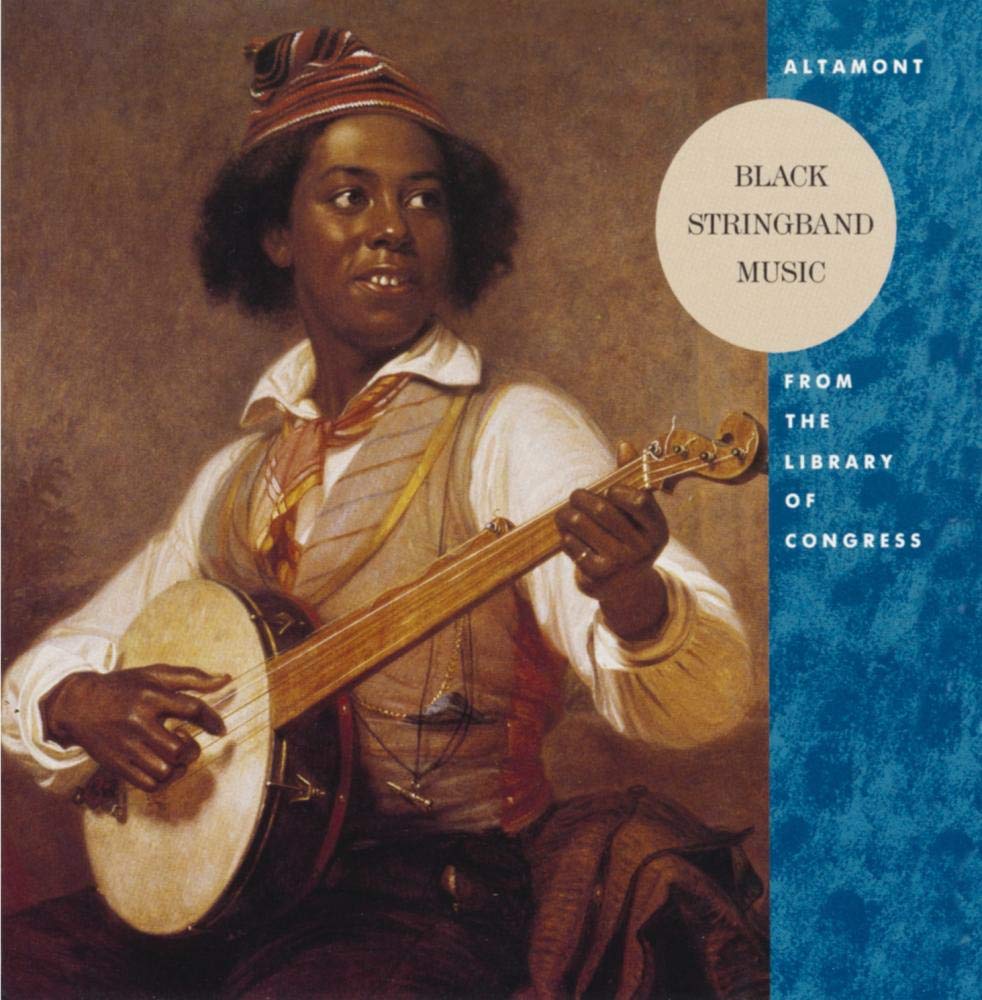 ALTAMONT
BLACK
STRINGBAND
MUSIC
FROM
THE
LIBRARY
OF
CONGRESS